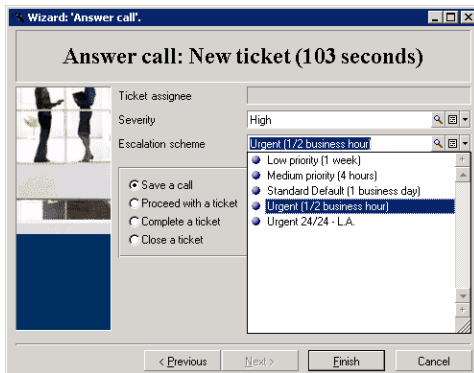 Wizard: 'Answer call'.
Answer call: New ticket (103 seconds)
Ticket assignee
Severity
High
Escalation scheme
Urgent (1/2 business hour
Low priority (1 week)
Medium priority (4 hours)
Standard Default (1 business day)
Urgent (1/2 business hour)
Urgent 24/24 - L.A.
Save a call
Proceed with a ticket
Complete a ticket
Close a ticket
< Previous
Next >
Finish
Cancel